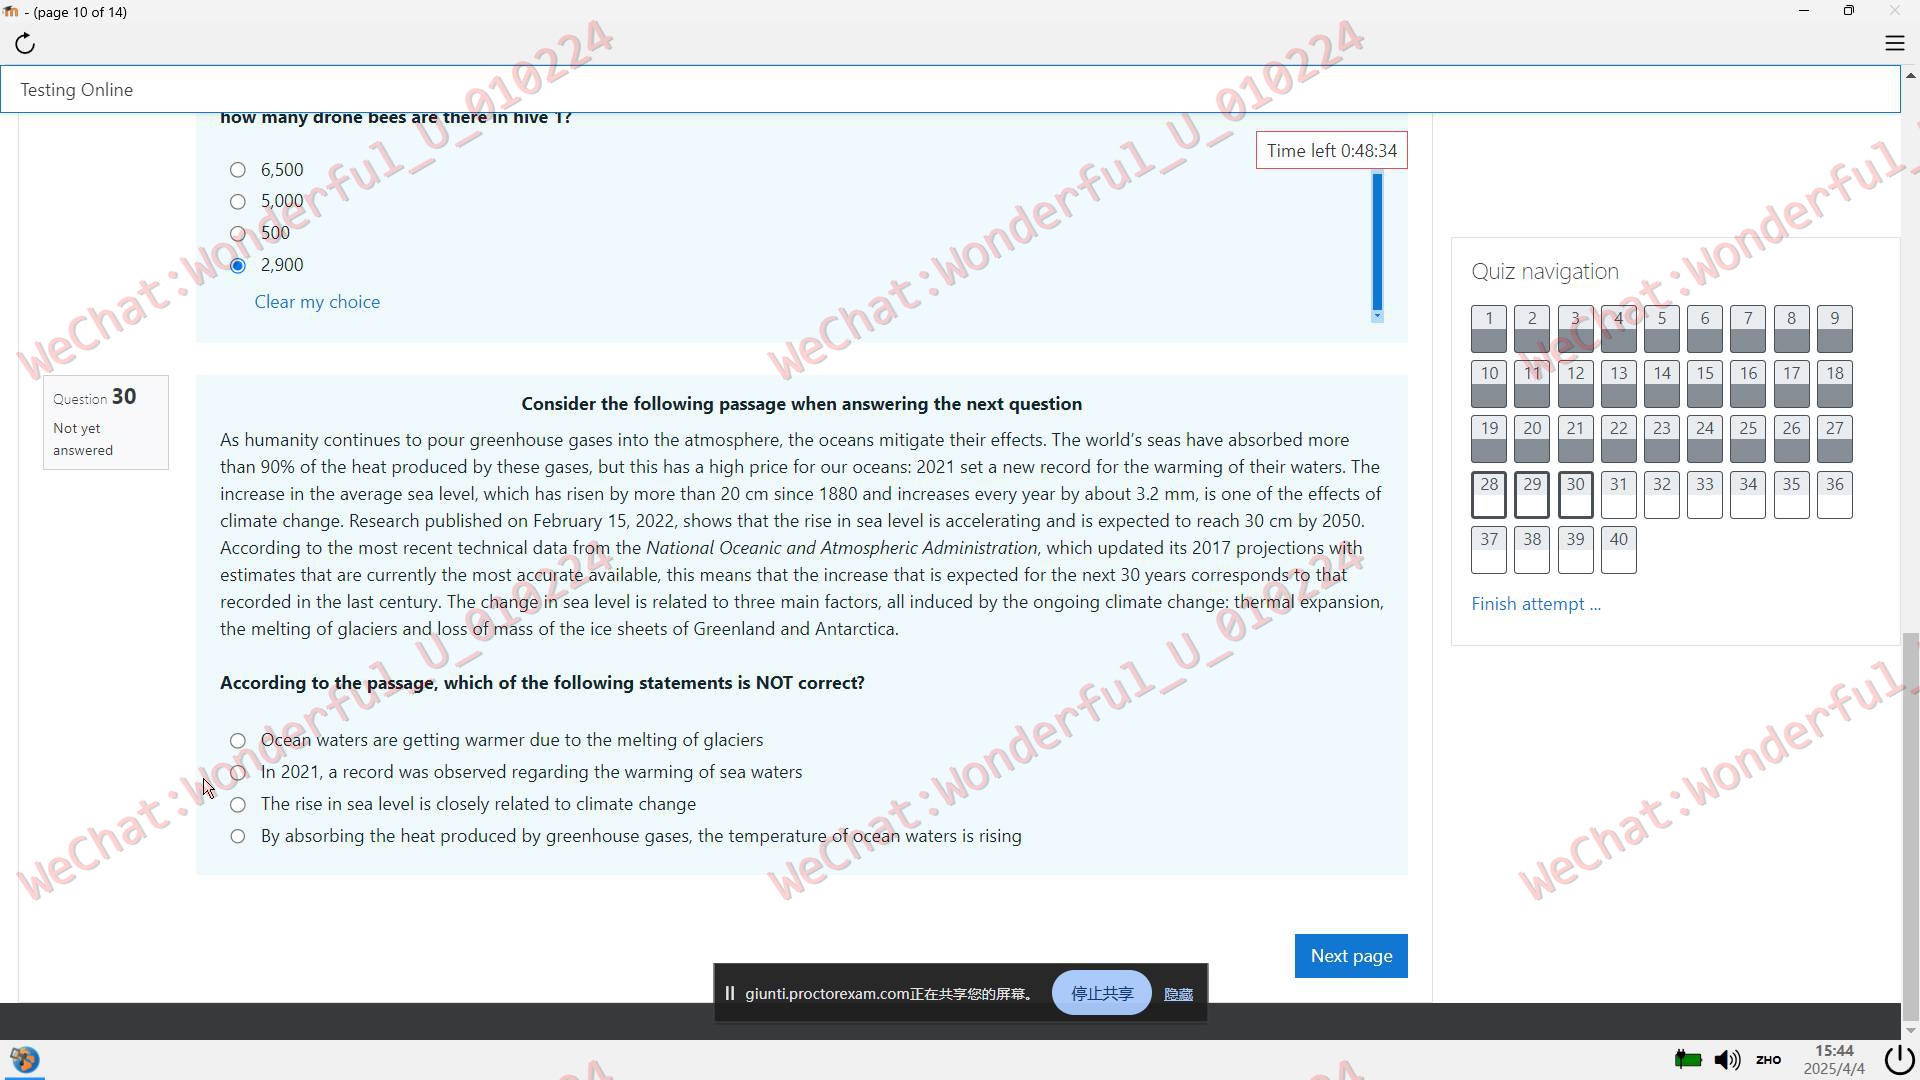 - (page 10 of 14)
Testing Online
how many drone bees are there in hive 1?
Time left 0:48:34
6,500
5,000
500
2,900
Clear my choice
Question 30
Not yet
answered
Consider the following passage when answering the next question
As humanity continues to pour greenhouse gases into the atmosphere, the oceans mitigate their effects. The world's seas have absorbed more
than 90% of the heat produced by these gases, but this has a high price for our oceans: 2021 set a new record for the warming of their waters. The
increase in the average sea level, which has risen by more than 20 cm since 1880 and increases every year by about 3.2 mm, is one of the effects of
climate change. Research published on February 15, 2022, shows that the rise in sea level is accelerating and is expected to reach 30 cm by 2050.
According to the most recent technical data from the National Oceanic and Atmospheric Administration, which updated its 2017 projections with
estimates that are currently the most accurate available, this means that the increase that is expected for the next 30 years corresponds to that
recorded in the last century. The change in sea level is related to three main factors, all induced by the ongoing climate change: thermal expansion,
the melting of glaciers and loss of mass of the ice sheets of Greenland and Antarctica.
According to the passage, which of the following statements is NOT correct?
Ocean waters are getting warmer due to the melting of glaciers
In 2021, a record was observed regarding the warming of sea waters
The rise in sea level is closely related to climate change
By absorbing the heat produced by greenhouse gases, the temperature of ocean waters is rising
Next page
Quiz navigation
1 2 3 4 5 6 7 8 9
10 11 12 13 14 15 16 17 18
19 20 21 22 23 24 25 26 27
28 29 30 31 32 33 34 35 36
37 38 39 40
Finish attempt ...
giunti.proctorexam.com正在共享您的屏幕。 停止共享 隐藏
ZHO
15:44
2025/4/4
WeChat:Wonderful_U_010224
WeChat:Wonderful_U_010224
WeChat:Wonderful
WeChat:Wonderful_U_010224
WeChat:Wonderful_U_010224
WeChat:Wonderful